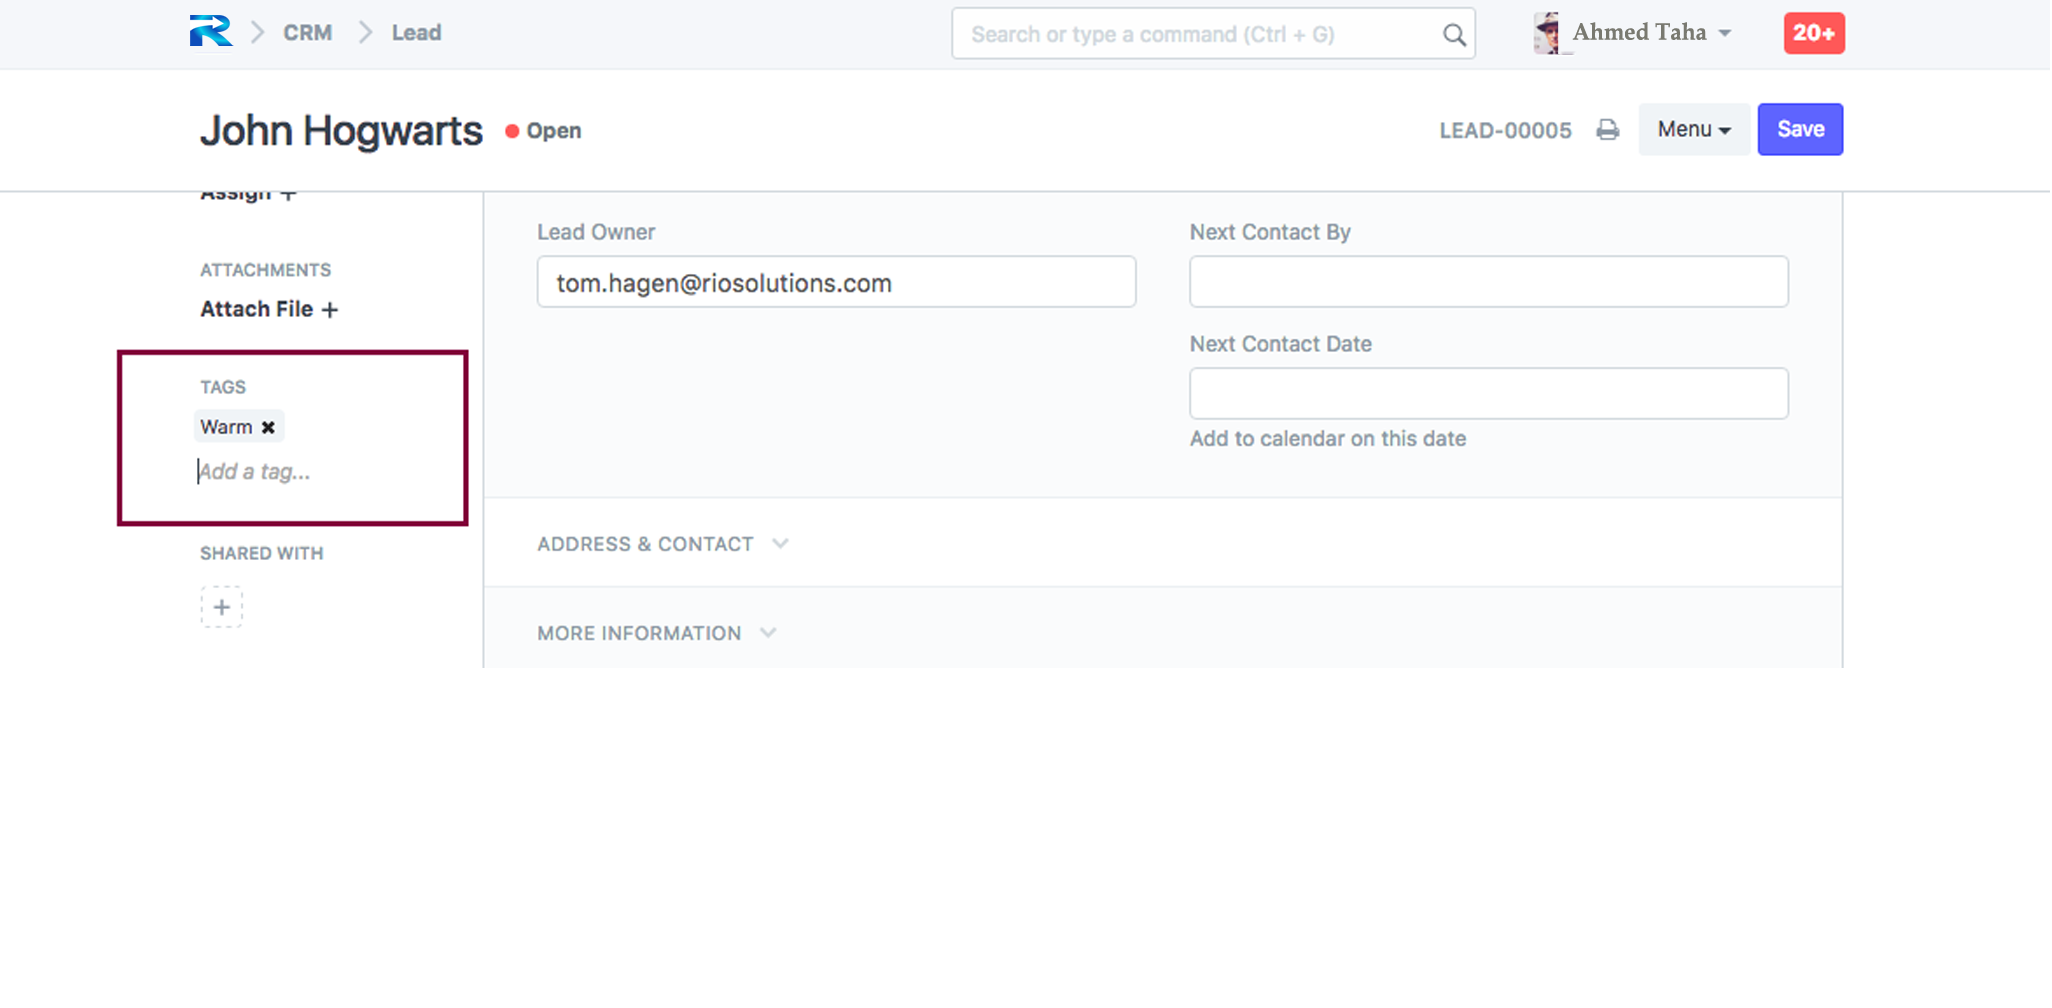 CRM Lead
Search or type a command (Ctrl + G)
Ahmed Taha
20+
John Hogwarts
Open
LEAD-00005
Menu
Save
Assign +
ATTACHMENTS
Attach File +
TAGS
Warm ×
Add a tag...
SHARED WITH
+
Lead Owner
tom.hagen@riosolutions.com
Next Contact By
Next Contact Date
Add to calendar on this date
ADDRESS & CONTACT
MORE INFORMATION